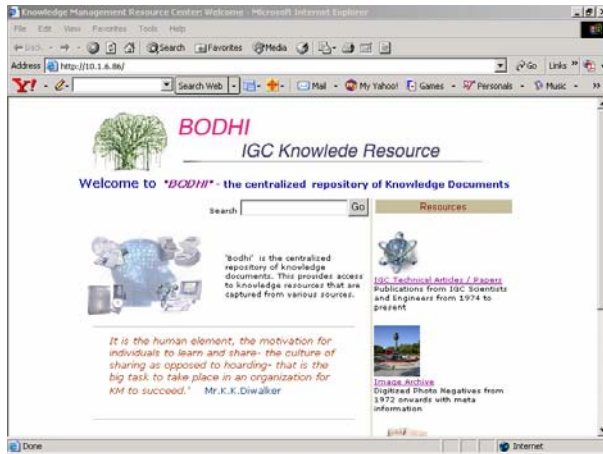 Knowledge Management Resource Center: Welcome - Microsoft Internet Explorer
File Edit View Favorites Tools Help
Back Search Favorites Media
Address http://10.1.6.86/ Go Links »
Y! Search Web Mail My Yahoo! Games Personals Music »
BODHI
IGC Knowlede Resource
Welcome to "BODHI" - the centralized repository of Knowledge Documents
Search Go
Resources
'Bodhi' is the centralized
repository of knowledge
documents. This provides access
to knowledge resources that are
captured from various sources.
IGC Technical Articles / Papers
Publications from IGC Scientists
and Engineers from 1974 to
present
It is the human element, the motivation for
individuals to learn and share- the culture of
sharing as opposed to hoarding- that is the
big task to take place in an organization for
KM to succeed.' Mr.K.K.Diwalker
Image Archive
Digitized Photo Negatives from
1972 onwards with meta
information
Done
Internet